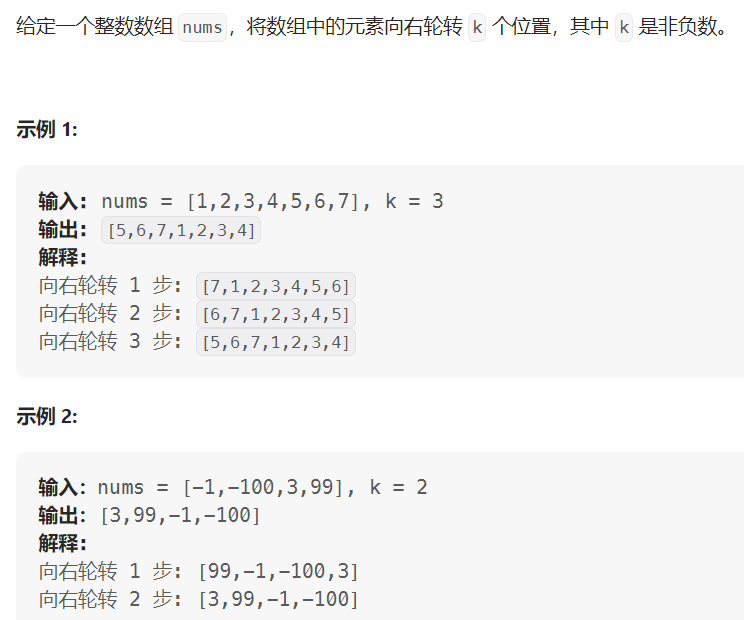 给定一个整数数组 nums，将数组中的元素向右轮转 k 个位置，其中 k 是非负数。
示例 1:
输入: nums = [1,2,3,4,5,6,7], k = 3
输出: [5,6,7,1,2,3,4]
解释:
向右轮转 1 步: [7,1,2,3,4,5,6]
向右轮转 2 步: [6,7,1,2,3,4,5]
向右轮转 3 步: [5,6,7,1,2,3,4]
示例 2:
输入：nums = [-1,-100,3,99], k = 2
输出：[3,99,-1,-100]
解释:
向右轮转 1 步: [99,-1,-100,3]
向右轮转 2 步: [3,99,-1,-100]